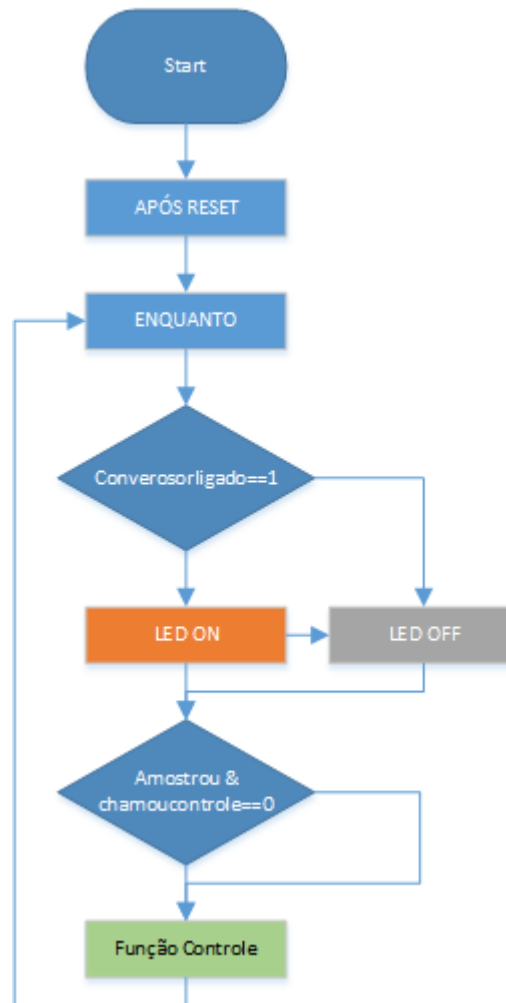 Start
APÓS RESET
ENQUANTO
Converosorligado==1
LED ON
LED OFF
Amostrou &
chamoucontrole==0
Função Controle